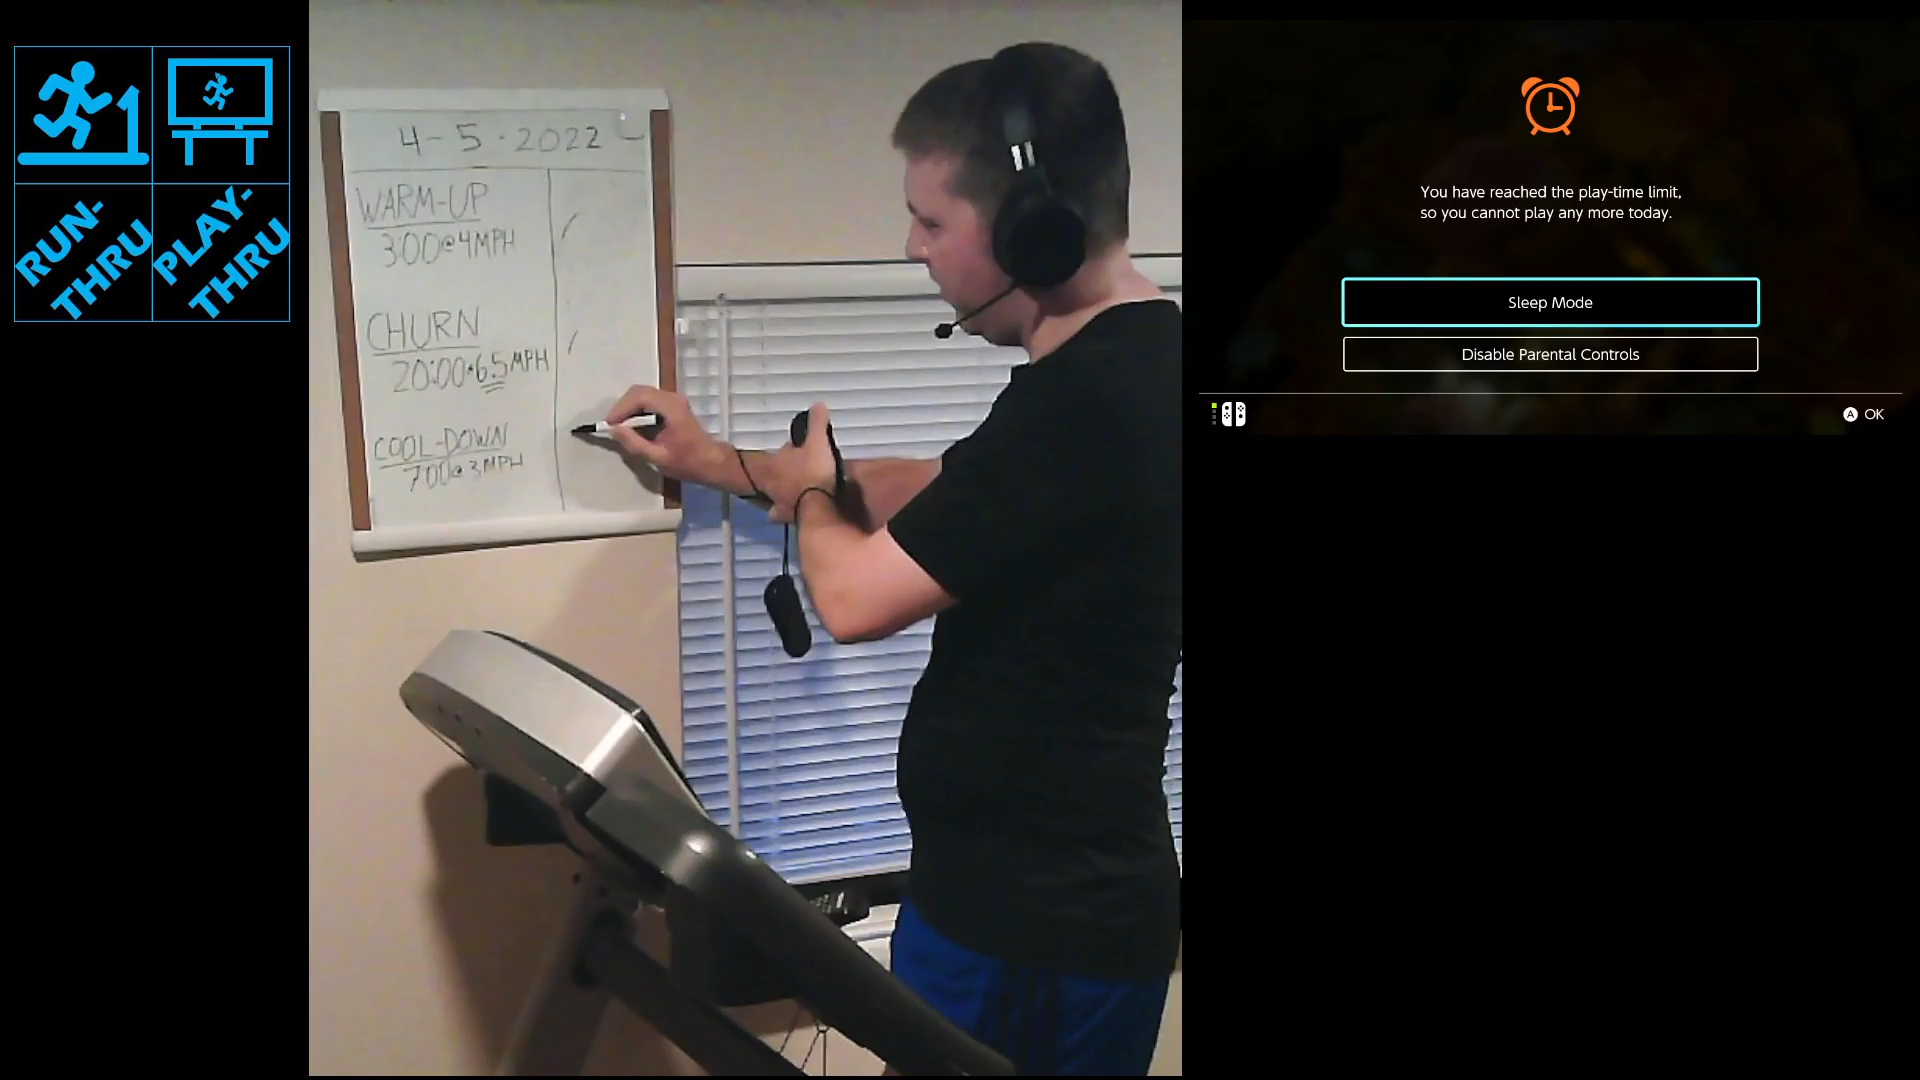 RUN-
THRU
PLAY-
THRU
4-5-2022
WARM-UP
3:00@4MPH
CHURN
20:00@6.5MPH
COOL-DOWN
7:00@3MPH
You have reached the play-time limit,
so you cannot play any more today.
Sleep Mode
Disable Parental Controls
A OK